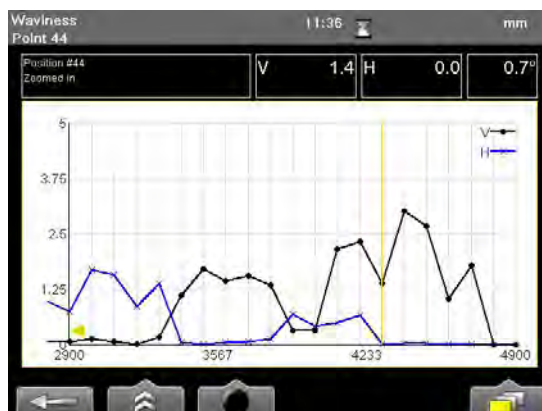 Waviness 11:36 mm
Point 44
Position #44
Zoomed in
V 1.4 H 0.0 0.7°
5
V
H
3.75
2.5
1.25
0
2900 3567 4233 4900